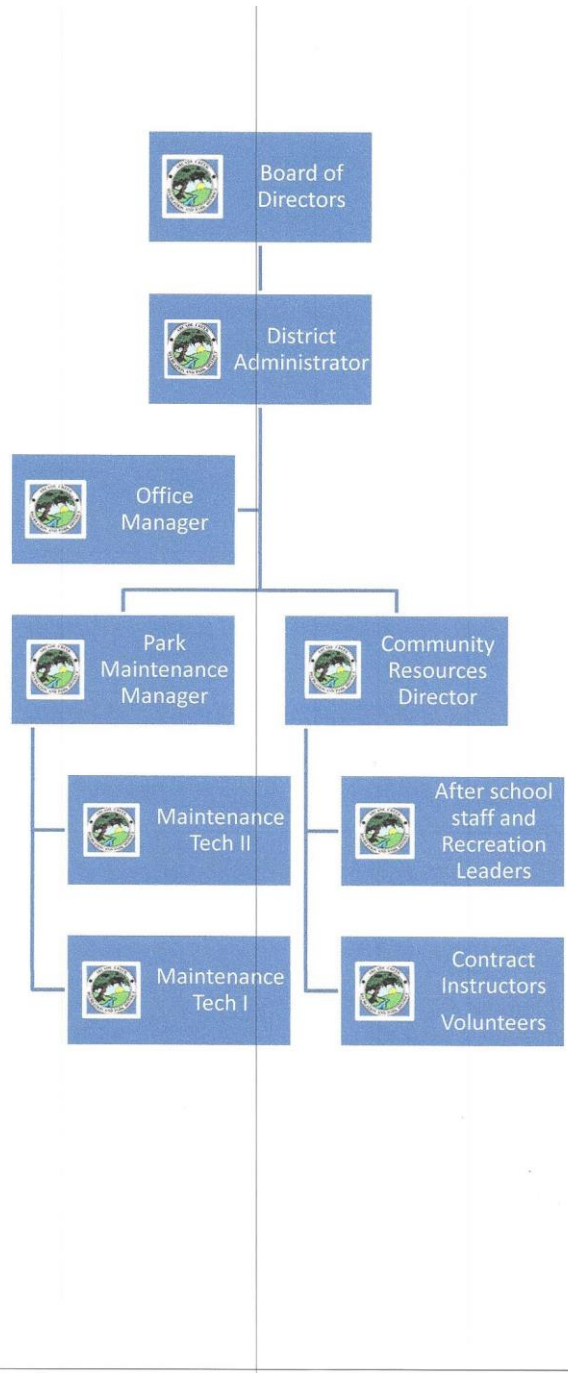 Board of
Directors
District
Administrator
Office
Manager
Park
Maintenance
Manager
Community
Resources
Director
Maintenance
Tech II
After school
staff and
Recreation
Leaders
Maintenance
Tech I
Contract
Instructors
Volunteers